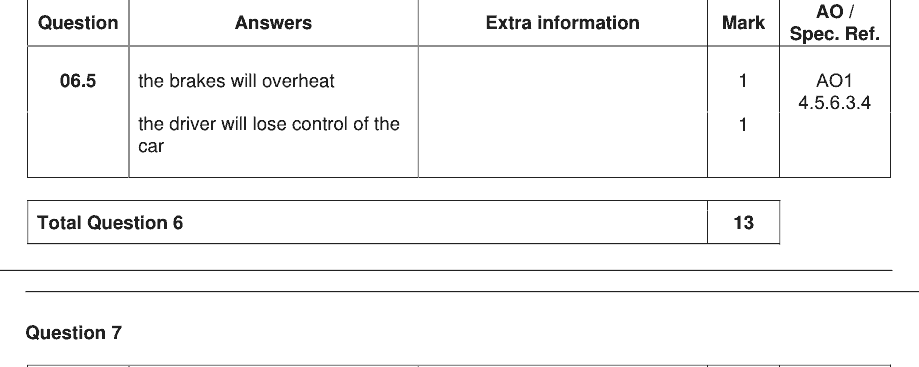 Question Answers Extra information Mark AO /
Spec. Ref.
06.5 the brakes will overheat 1 AO1
4.5.6.3.4
the driver will lose control of the 1
car
Total Question 6 13
Question 7